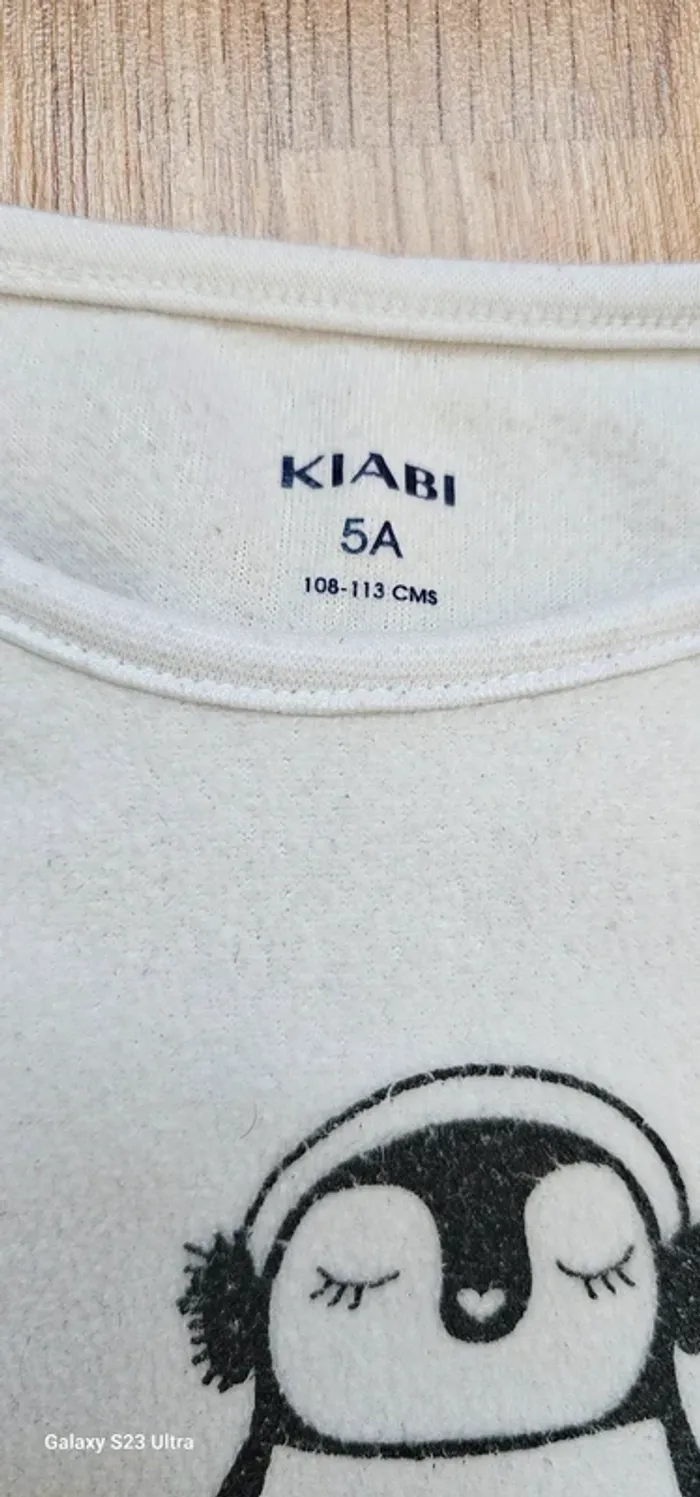 KIABI
5A
108-113 CMS
Galaxy S23 Ultra